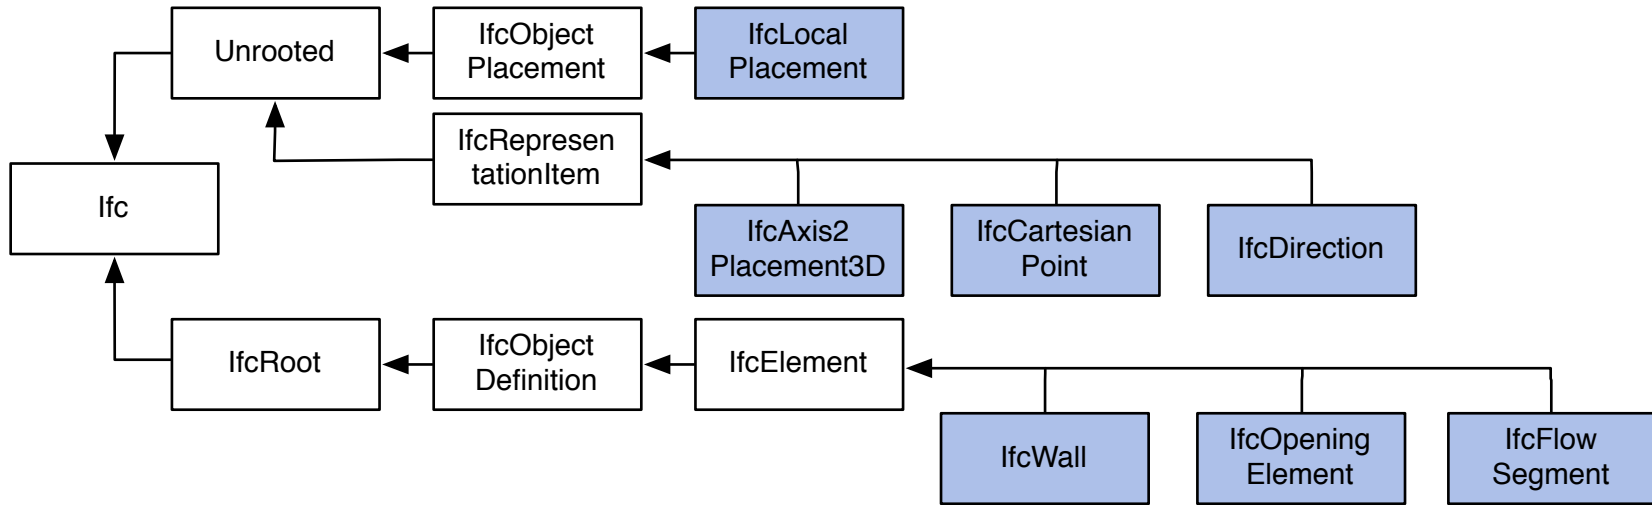 Unrooted
IfcObject
Placement
IfcLocal
Placement
IfcRepresen
tationItem
Ifc
IfcAxis2
Placement3D
IfcCartesian
Point
IfcDirection
IfcRoot
IfcObject
Definition
IfcElement
IfcWall
IfcOpening
Element
IfcFlow
Segment